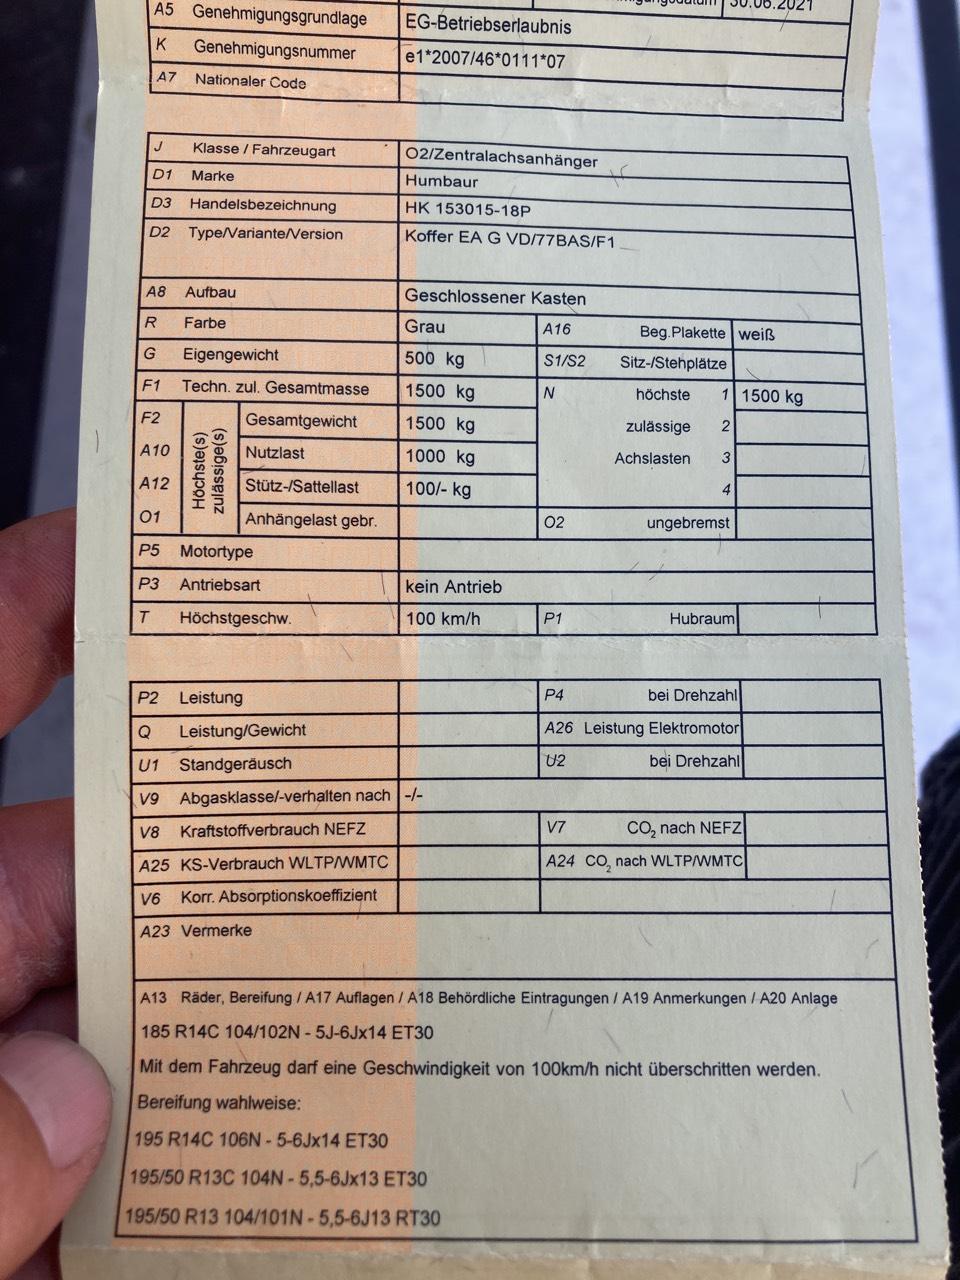 30.06.2021
A5 Genehmigungsgrundlage EG-Betriebserlaubnis
K Genehmigungsnummer e1*2007/46*0111*07
A7 Nationaler Code
J Klasse / Fahrzeugart O2/Zentralachsanhänger
D1 Marke Humbaur
D3 Handelsbezeichnung HK 153015-18P
D2 Type/Variante/Version Koffer EA G VD/77BAS/F1
A8 Aufbau Geschlossener Kasten
R Farbe Grau A16 Beg.Plakette weiß
G Eigengewicht 500 kg S1/S2 Sitz-/Stehplätze
F1 Techn. zul. Gesamtmasse 1500 kg N höchste 1 1500 kg
F2 Höchste(s) zulässige(s) Gesamtgewicht 1500 kg zulässige 2
A10 Nutzlast 1000 kg Achslasten 3
A12 Stütz-/Sattellast 100/- kg 4
O1 Anhängelast gebr. O2 ungebremst
P5 Motortype
P3 Antriebsart kein Antrieb
T Höchstgeschw. 100 km/h P1 Hubraum
P2 Leistung P4 bei Drehzahl
Q Leistung/Gewicht A26 Leistung Elektromotor
U1 Standgeräusch U2 bei Drehzahl
V9 Abgasklasse/-verhalten nach -/-
V8 Kraftstoffverbrauch NEFZ V7 CO₂ nach NEFZ
A25 KS-Verbrauch WLTP/WMTC A24 CO₂ nach WLTP/WMTC
V6 Korr. Absorptionskoeffizient
A23 Vermerke
A13 Räder, Bereifung / A17 Auflagen / A18 Behördliche Eintragungen / A19 Anmerkungen / A20 Anlage
185 R14C 104/102N - 5J-6Jx14 ET30
Mit dem Fahrzeug darf eine Geschwindigkeit von 100km/h nicht überschritten werden.
Bereifung wahlweise:
195 R14C 106N - 5-6Jx14 ET30
195/50 R13C 104N - 5,5-6Jx13 ET30
195/50 R13 104/101N - 5,5-6J13 RT30